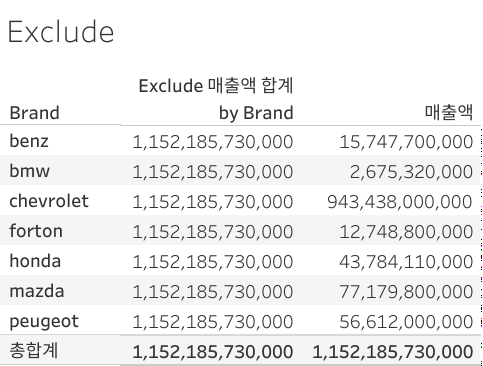 Exclude
Exclude 매출액 합계
Brand by Brand 매출액
benz 1,152,185,730,000 15,747,700,000
bmw 1,152,185,730,000 2,675,320,000
chevrolet 1,152,185,730,000 943,438,000,000
forton 1,152,185,730,000 12,748,800,000
honda 1,152,185,730,000 43,784,110,000
mazda 1,152,185,730,000 77,179,800,000
peugeot 1,152,185,730,000 56,612,000,000
총합계 1,152,185,730,000 1,152,185,730,000